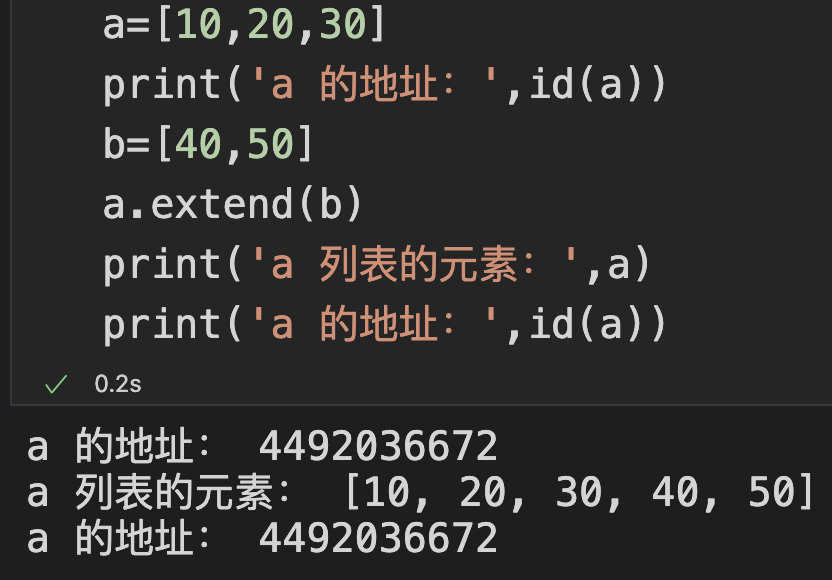 a=[10,20,30]
print('a 的地址：',id(a))
b=[40,50]
a.extend(b)
print('a 列表的元素：',a)
print('a 的地址：',id(a))
0.2s
a 的地址： 4492036672
a 列表的元素： [10, 20, 30, 40, 50]
a 的地址： 4492036672